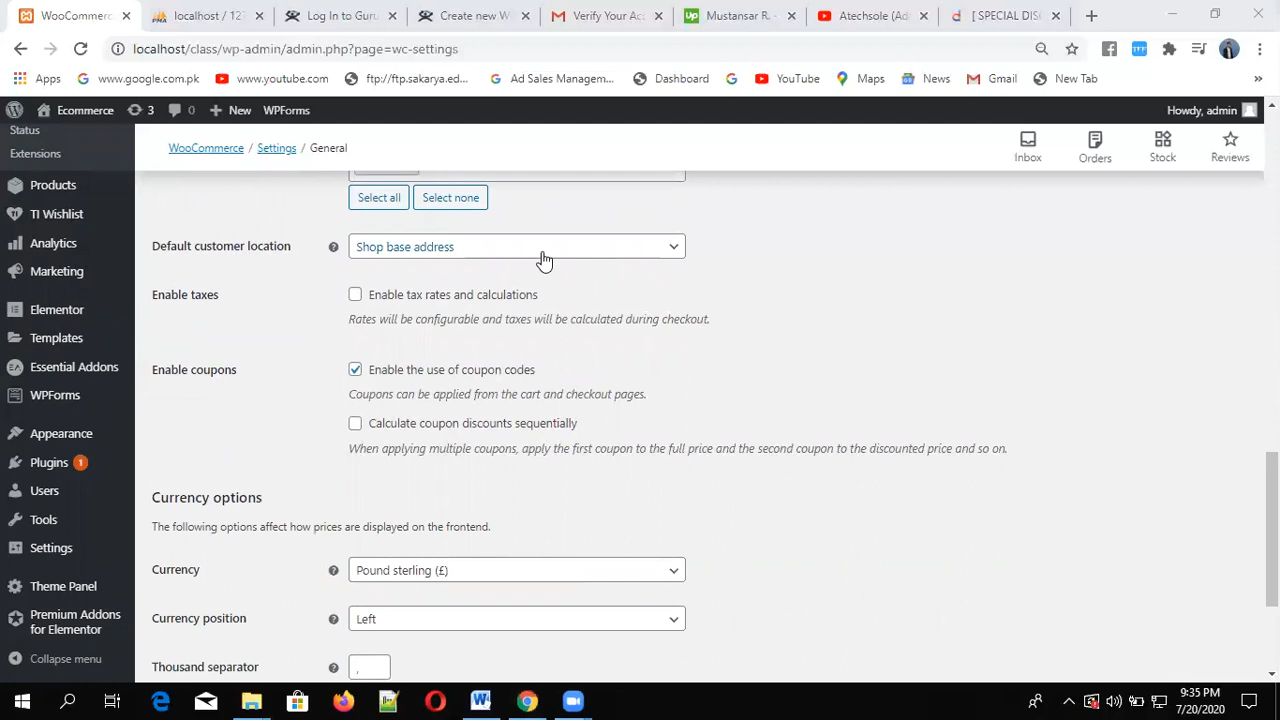 WooCommerc
localhost / 127
Log In to Guru
Create new W
Verify Your Ac
Mustansar R.
Atechsole (Ad
[ SPECIAL DISC
localhost/class/wp-admin/admin.php?page=wc-settings
Apps www.google.com.pk www.youtube.com ftp://ftp.sakarya.ed... Ad Sales Managem... Dashboard YouTube Maps News Gmail New Tab »
Ecommerce 3 0 New WPForms Howdy, admin
Status
Extensions
Products
TI Wishlist
Analytics
Marketing
Elementor
Templates
Essential Addons
WPForms
Appearance
Plugins 1
Users
Tools
Settings
Theme Panel
Premium Addons
for Elementor
Collapse menu
WooCommerce / Settings / General
Inbox Orders Stock Reviews
Select all Select none
Default customer location Shop base address
Enable taxes Enable tax rates and calculations
Rates will be configurable and taxes will be calculated during checkout.
Enable coupons Enable the use of coupon codes
Coupons can be applied from the cart and checkout pages.
Calculate coupon discounts sequentially
When applying multiple coupons, apply the first coupon to the full price and the second coupon to the discounted price and so on.
Currency options
The following options affect how prices are displayed on the frontend.
Currency Pound sterling (£)
Currency position Left
Thousand separator ,
9:35 PM
7/20/2020